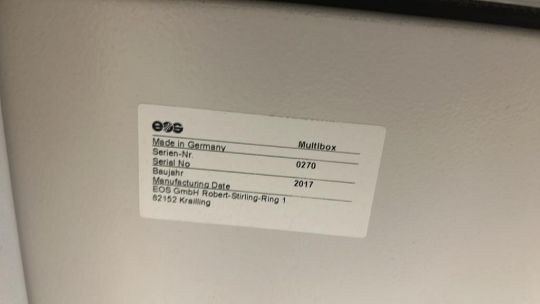 eos
Made in Germany Multibox
Serien-Nr.
Serial No 0270
Baujahr
Manufacturing Date 2017
EOS GmbH Robert-Stirling-Ring 1
82152 Krailling